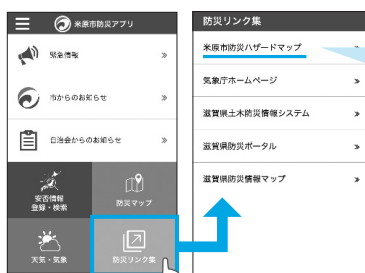 米原市防災アプリ
緊急情報
市からのお知らせ
自治会からのお知らせ
安否情報
登録・検索
防災マップ
天気・気象
防災リンク集
防災リンク集
米原市防災ハザードマップ
気象庁ホームページ
滋賀県土木防災情報システム
滋賀県防災ポータル
滋賀県防災情報マップ